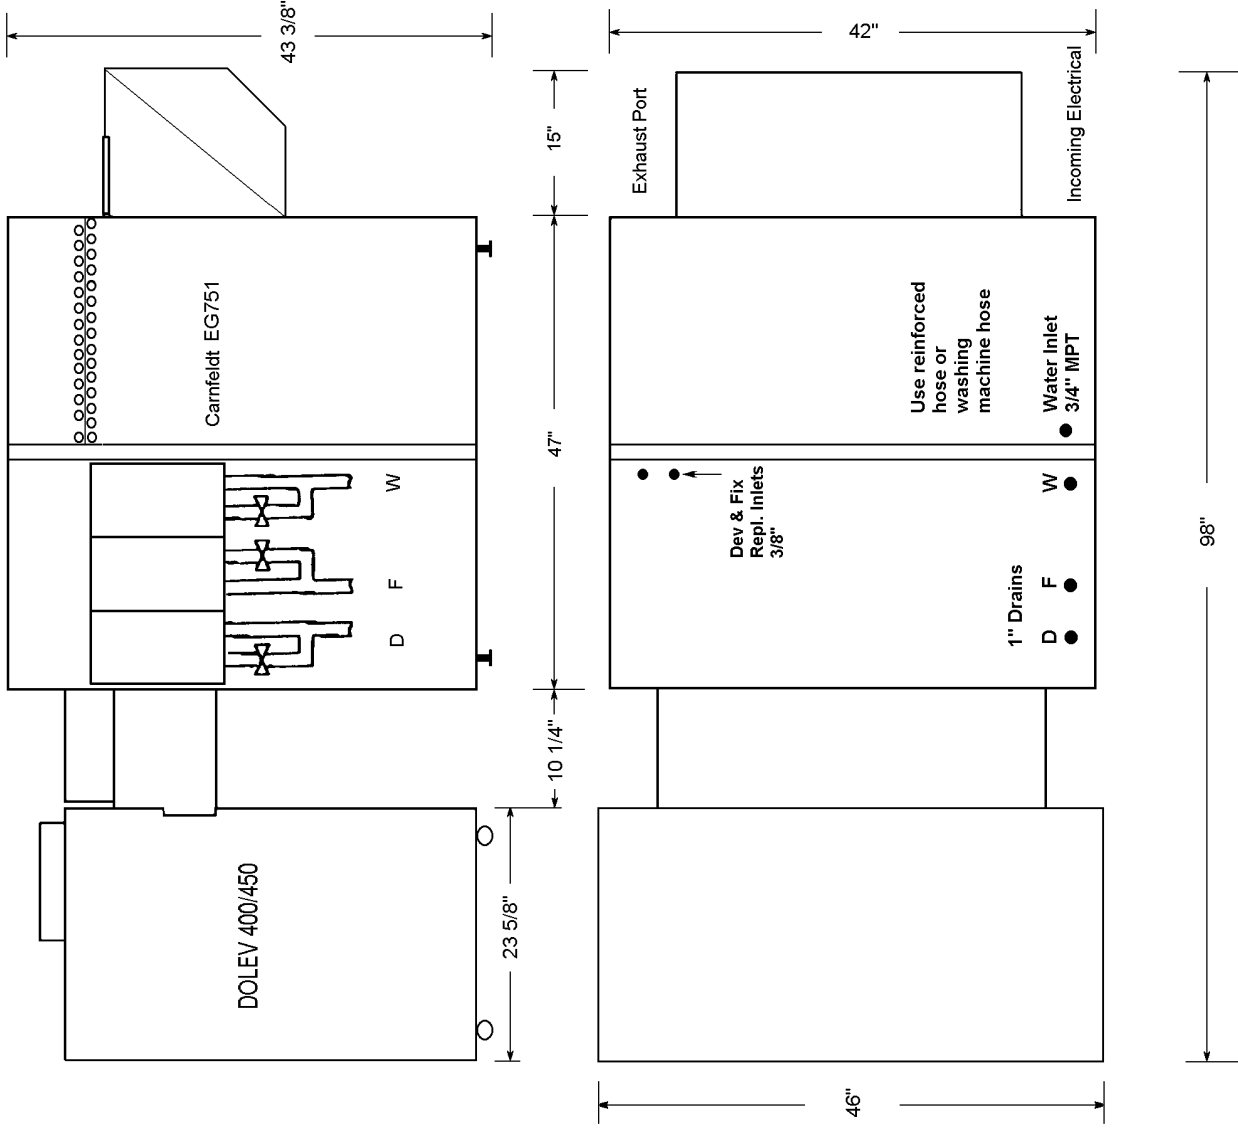 43 3/8"
42"
15"
Exhaust Port
Incoming Electrical
Carnfeldt EG751
47"
Use reinforced
hose or
washing
machine hose
Water Inlet
3/4" MPT
W
F
D
Dev & Fix
Repl. Inlets
3/8"
W
1" Drains
F
D
98"
10 1/4"
DOLEV 400/450
23 5/8"
46"